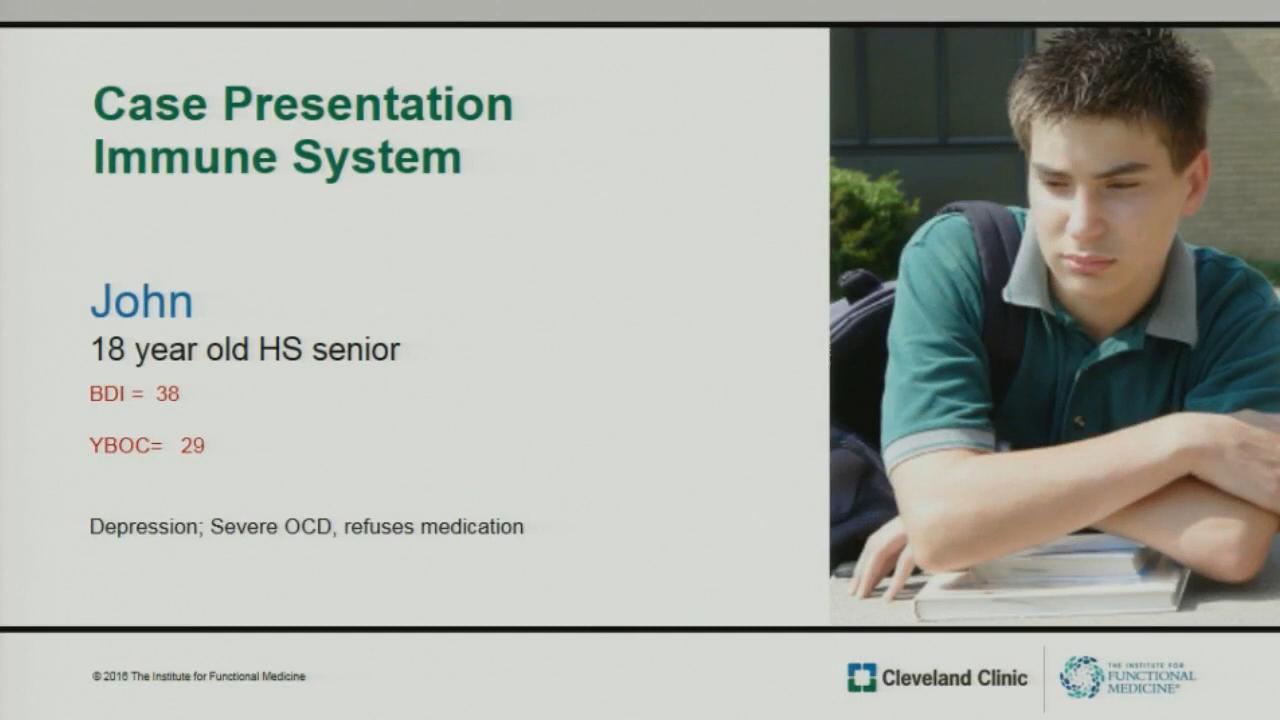 Case Presentation
Immune System
John
18 year old HS senior
BDI = 38
YBOC= 29
Depression; Severe OCD, refuses medication
© 2016 The Institute for Functional Medicine
Cleveland Clinic
THE INSTITUTE FOR
FUNCTIONAL
MEDICINE®